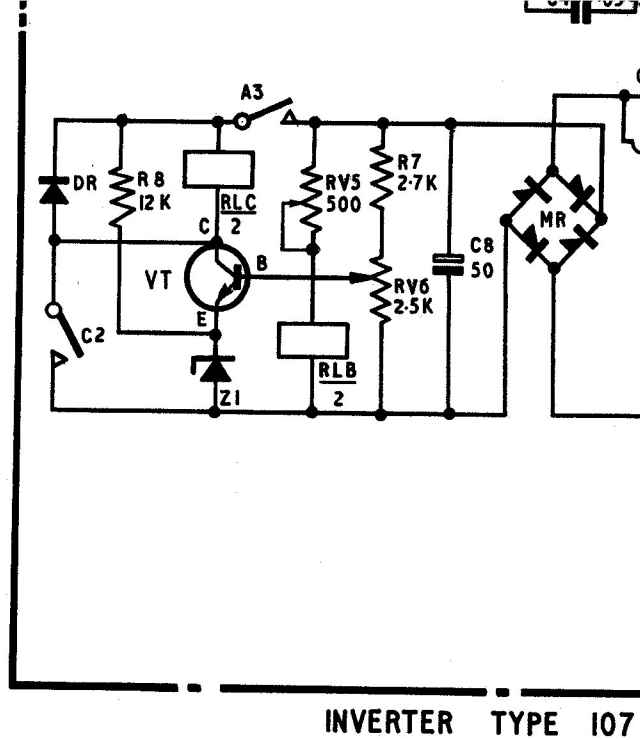 A3
DR
R8
12K
RLC
2
RV5
500
R7
2·7K
C
B
VT
E
C2
Z1
RLB
2
RV6
2·5K
C8
50
MR
INVERTER TYPE 107